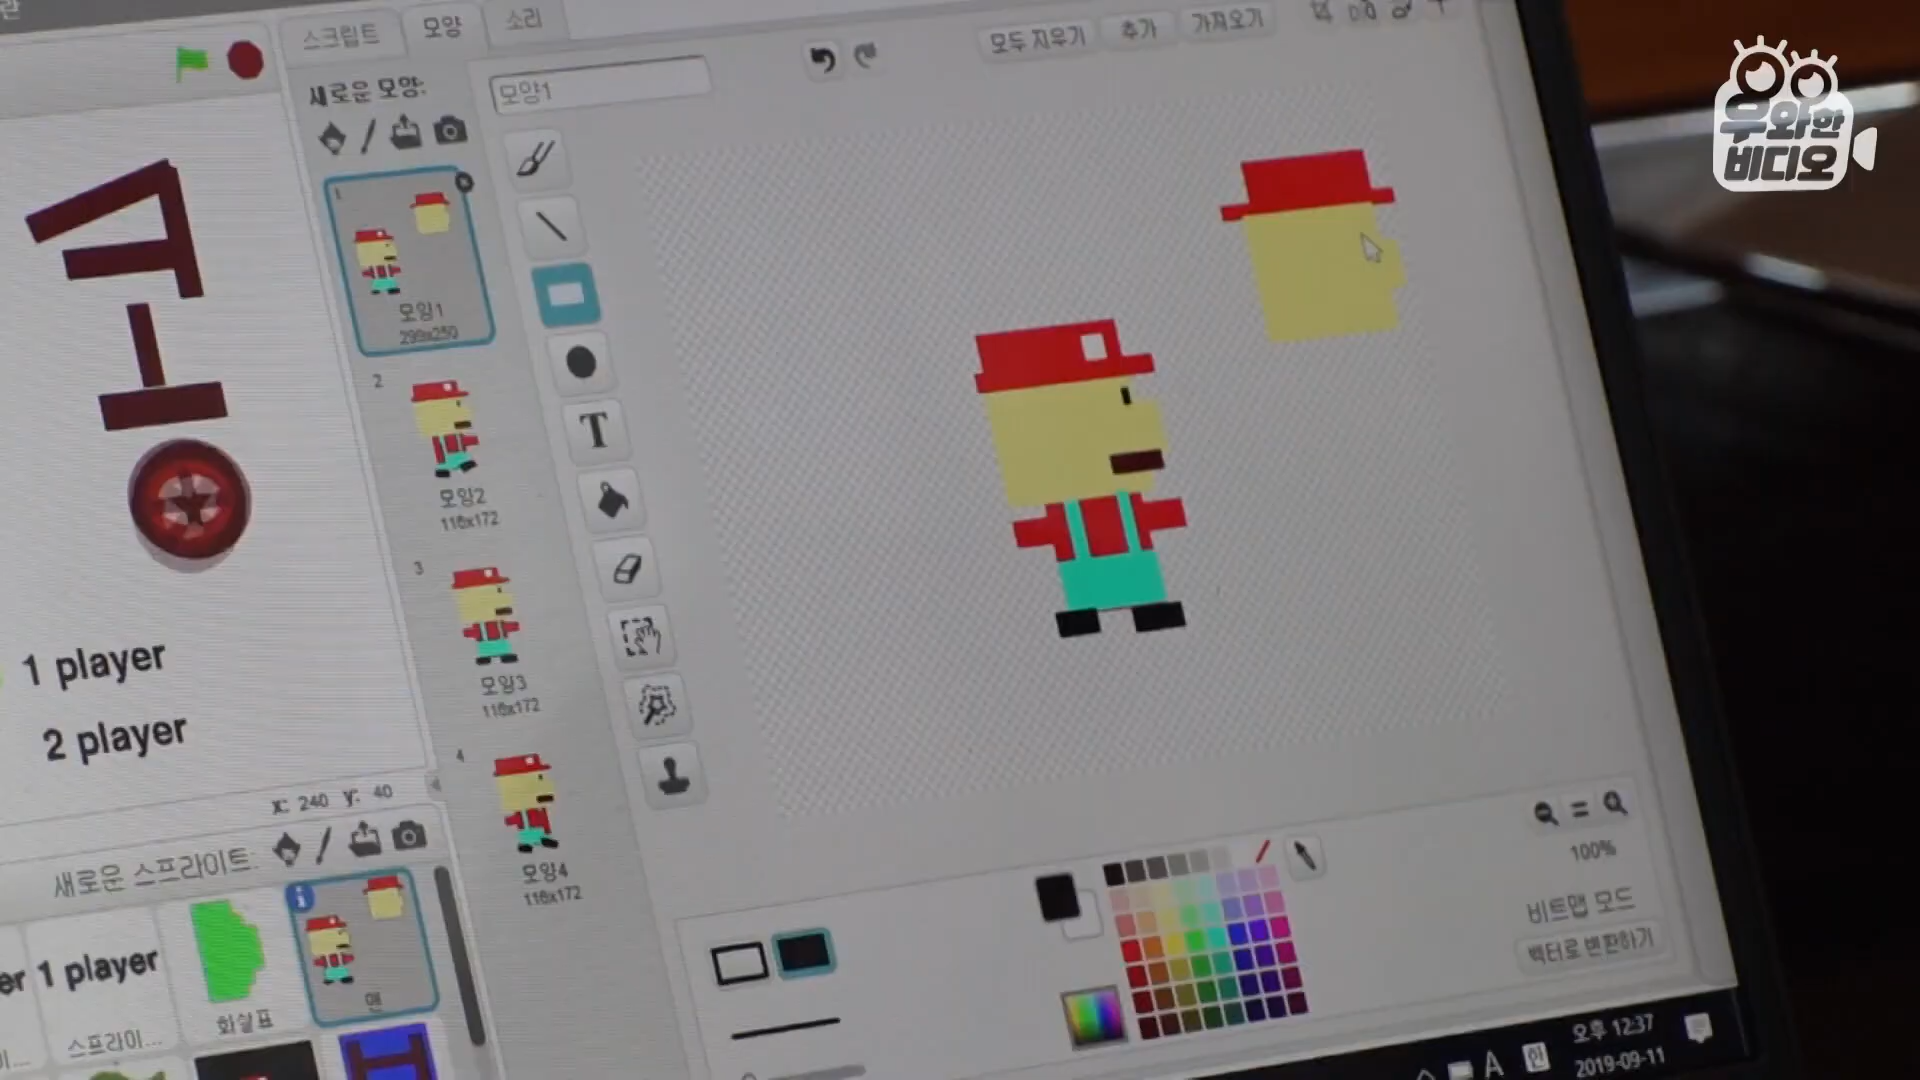 스크립트
모양
소리
새로운 모양:
모양1
모두 지우기
추가
가져오기
우와한
비디오
1
모양1
299x250
2
모양2
116x172
3
모양3
116x172
4
모양4
116x172
T
1 player
2 player
x: 240 y: 40
새로운 스프라이트:
1 player
스프라이...
화살표
맨
100%
비트맵 모드
벡터로 변환하기
A
오후 12:37
2019-09-11